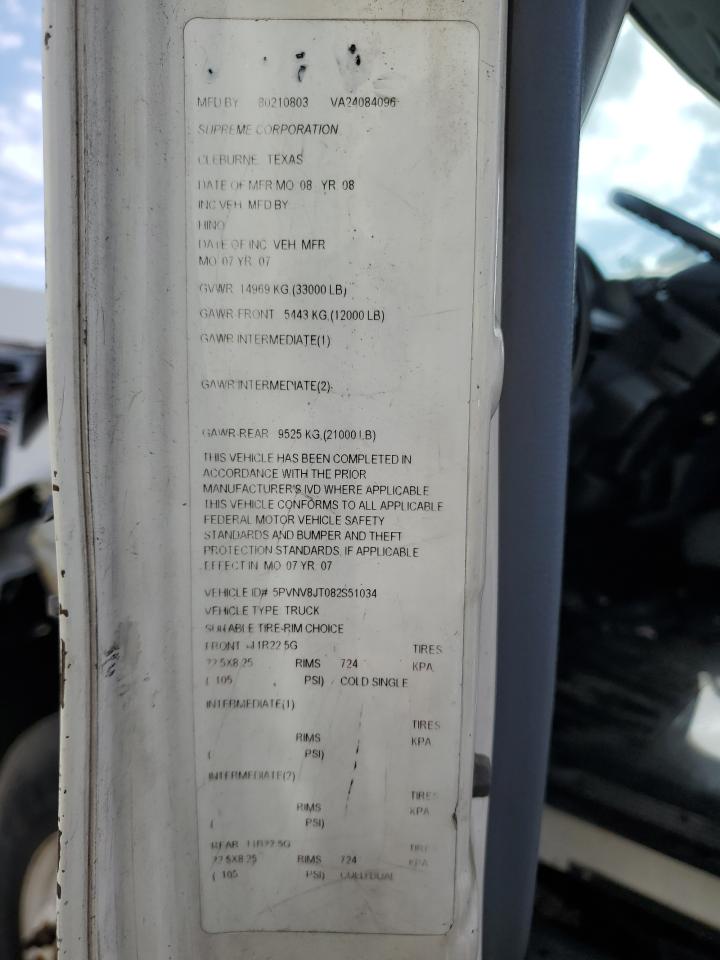 MFD BY 80210803 VA24084096
SUPREME CORPORATION
CLEBURNE, TEXAS
DATE OF MFR MO 08 YR 08
INC VEH MFD BY
HINO
DATE OF INC VEH MFR
MO 07 YR 07
GVWR 14969 KG.(33000 LB)
GAWR-FRONT 5443 KG.(12000 LB)
GAWR INTERMEDIATE(1)
GAWR INTERMEDIATE(2)
GAWR-REAR 9525 KG.(21000 LB)
THIS VEHICLE HAS BEEN COMPLETED IN
ACCORDANCE WITH THE PRIOR
MANUFACTURER'S IVD WHERE APPLICABLE
THIS VEHICLE CONFORMS TO ALL APPLICABLE
FEDERAL MOTOR VEHICLE SAFETY
STANDARDS AND BUMPER AND THEFT
PROTECTION STANDARDS, IF APPLICABLE
EFFECT IN MO 07 YR 07
VEHICLE ID# 5PVNV8JT082S51034
VEHICLE TYPE: TRUCK
SUITABLE TIRE-RIM CHOICE
FRONT 11R22.5G TIRES
22.5X8.25 RIMS 724 KPA
( 105 PSI) COLD SINGLE
INTERMEDIATE(1)
TIRES
RIMS KPA
( PSI)
INTERMEDIATE(2)
TIRES
RIMS KPA
( PSI)
REAR 11R22.5G TIRES
22.5X8.25 RIMS 724 KPA
( 105 PSI) COLD DUAL